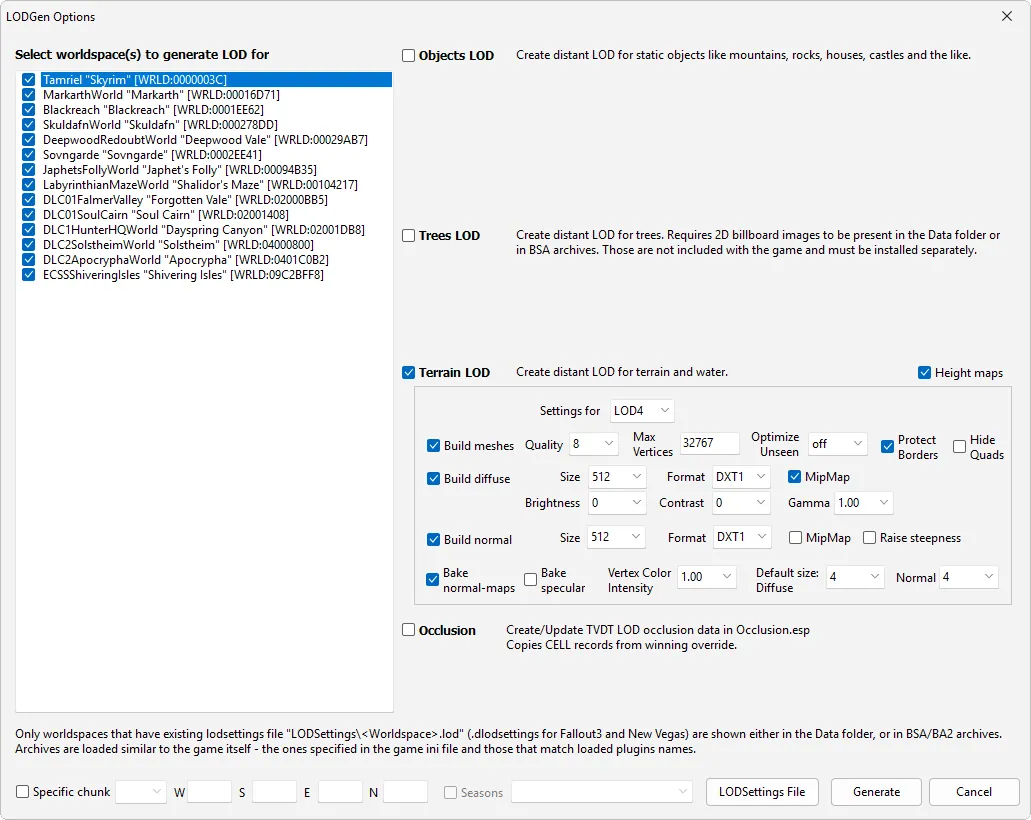 LODGen Options
Select worldspace(s) to generate LOD for
Tamriel "Skyrim" [WRLD:0000003C]
MarkarthWorld "Markarth" [WRLD:00016D71]
Blackreach "Blackreach" [WRLD:0001EE62]
SkuldafnWorld "Skuldafn" [WRLD:000278DD]
DeepwoodRedoubtWorld "Deepwood Vale" [WRLD:00029AB7]
Sovngarde "Sovngarde" [WRLD:0002EE41]
JaphetsFollyWorld "Japhet's Folly" [WRLD:00094B35]
LabyrinthianMazeWorld "Shalidor's Maze" [WRLD:00104217]
DLC01FalmerValley "Forgotten Vale" [WRLD:02000BB5]
DLC01SoulCairn "Soul Cairn" [WRLD:02001408]
DLC1HunterHQWorld "Dayspring Canyon" [WRLD:02001DB8]
DLC2SolstheimWorld "Solstheim" [WRLD:04000800]
DLC2ApocryphaWorld "Apocrypha" [WRLD:0401C0B2]
ECSSShiveringIsles "Shivering Isles" [WRLD:09C2BFF8]
Objects LOD Create distant LOD for static objects like mountains, rocks, houses, castles and the like.
Trees LOD Create distant LOD for trees. Requires 2D billboard images to be present in the Data folder or
in BSA archives. Those are not included with the game and must be installed separately.
Terrain LOD Create distant LOD for terrain and water. Height maps
Settings for LOD4
Build meshes Quality 8 Max Vertices 32767 Optimize Unseen off Protect Borders Hide Quads
Build diffuse Size 512 Format DXT1 MipMap
Brightness 0 Contrast 0 Gamma 1.00
Build normal Size 512 Format DXT1 MipMap Raise steepness
Bake normal-maps Bake specular Vertex Color Intensity 1.00 Default size: Diffuse 4 Normal 4
Occlusion Create/Update TVDT LOD occlusion data in Occlusion.esp
Copies CELL records from winning override.
Only worldspaces that have existing lodsettings file "LODSettings\<Worldspace>.lod" (.dlodsettings for Fallout3 and New Vegas) are shown either in the Data folder, or in BSA/BA2 archives.
Archives are loaded similar to the game itself - the ones specified in the game ini file and those that match loaded plugins names.
Specific chunk W S E N Seasons LODSettings File Generate Cancel